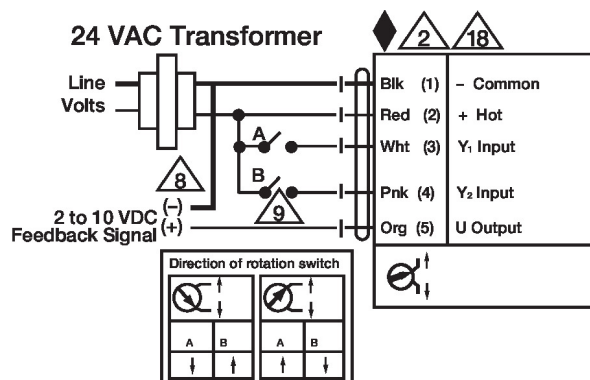 24 VAC Transformer
2
18
Line
Volts
Blk (1) – Common
Red (2) + Hot
A
Wht (3) Y1 Input
B
Pnk (4) Y2 Input
8
9
2 to 10 VDC (–)
Feedback Signal (+)
Org (5) U Output
Direction of rotation switch
A B A B